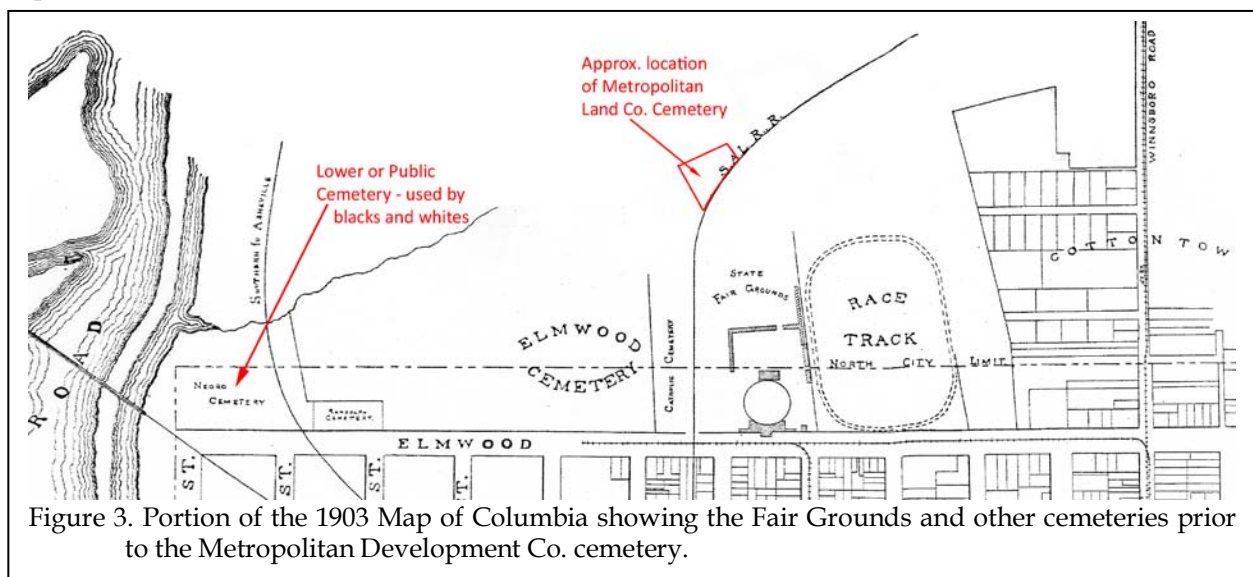 Approx. location
of Metropolitan
Land Co. Cemetery
WINNSBORO ROAD
S.A.L. R.R.
Lower or Public
Cemetery - used by
blacks and whites
SOUTHERN to ASHEVILLE
COTTON TOW
STATE
FAIR GROUNDS
RACE
TRACK
ELMWOOD
CEMETERY
CATHOLIC CEMETERY
NORTH CITY LIMIT
NEGRO
CEMETERY
RANDOLPH
CEMETERY.
ROAD
ELMWOOD
ST.
ST.
ST.
T.
Figure 3. Portion of the 1903 Map of Columbia showing the Fair Grounds and other cemeteries prior
to the Metropolitan Development Co. cemetery.